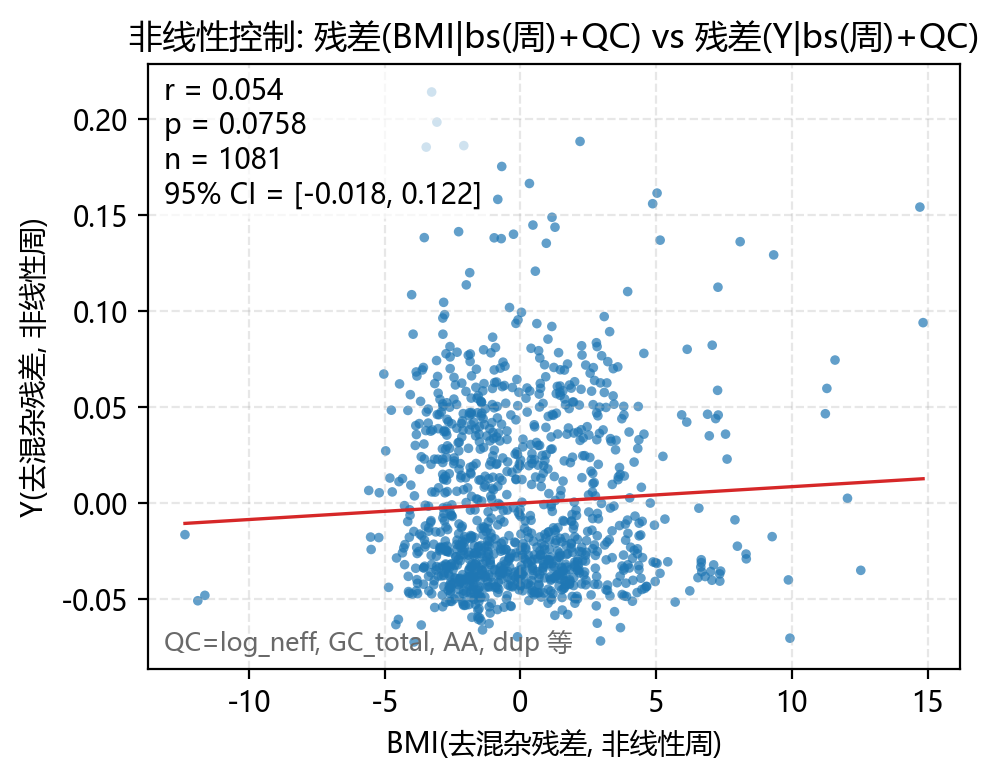 非线性控制: 残差(BMI|bs(周)+QC) vs 残差(Y|bs(周)+QC)
r = 0.054
p = 0.0758
n = 1081
95% CI = [-0.018, 0.122]
0.20
0.15
0.10
0.05
0.00
-0.05
Y(去混杂残差, 非线性周)
QC=log_neff, GC_total, AA, dup 等
-10
-5
0
5
10
15
BMI(去混杂残差, 非线性周)